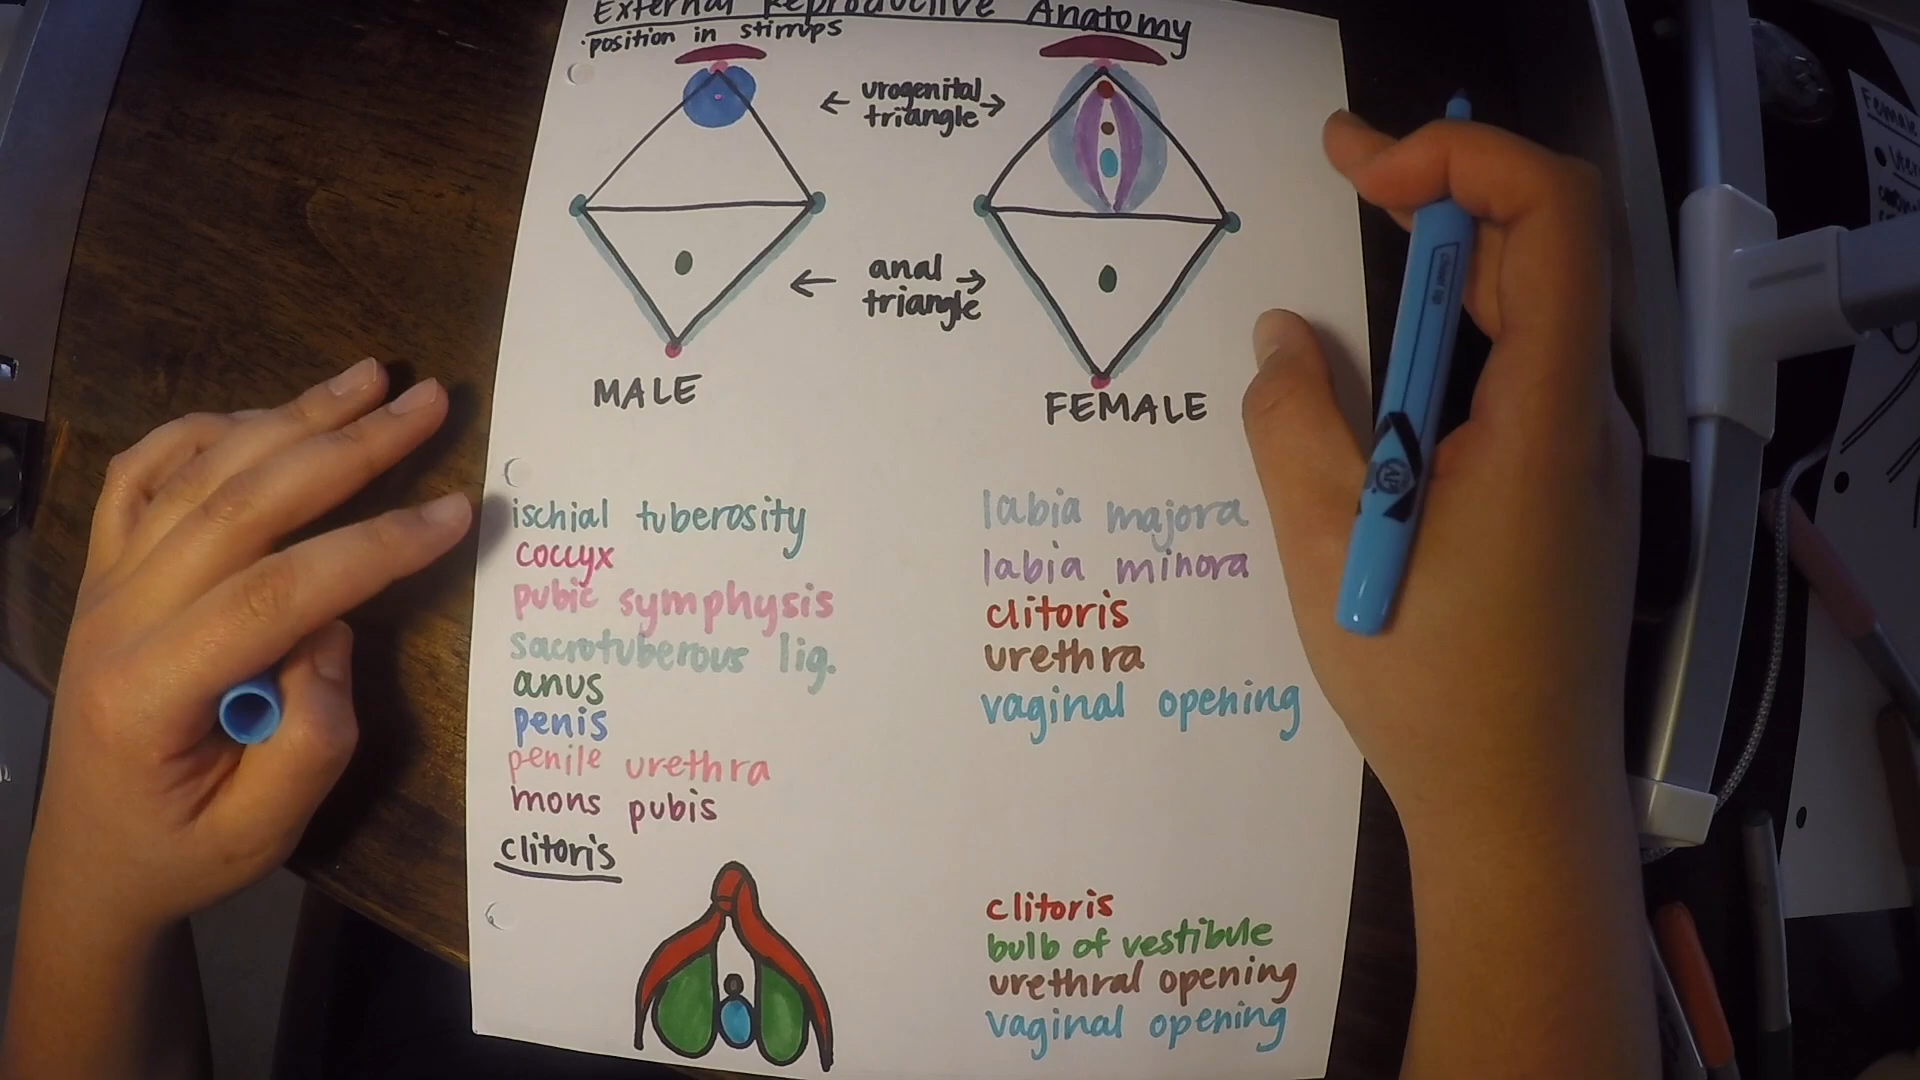 External Reproductive Anatomy
·position in stirrups
← urogenital →
triangle
← anal →
triangle
MALE
FEMALE
ischial tuberosity
coccyx
pubic symphysis
sacrotuberous lig.
anus
penis
penile urethra
mons pubis
labia majora
labia minora
clitoris
urethra
vaginal opening
clitoris
clitoris
bulb of vestibule
urethral opening
vaginal opening
Female